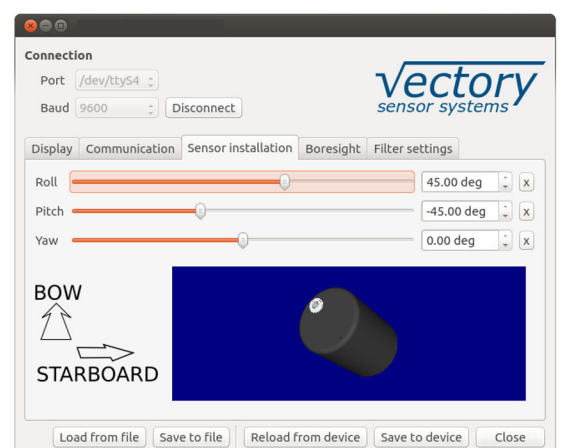 Connection
Vectory
sensor systems
Port /dev/ttyS4
Baud 9600 Disconnect
Display Communication Sensor installation Boresight Filter settings
Roll 45.00 deg x
Pitch -45.00 deg x
Yaw 0.00 deg x
BOW
STARBOARD
Load from file Save to file Reload from device Save to device Close